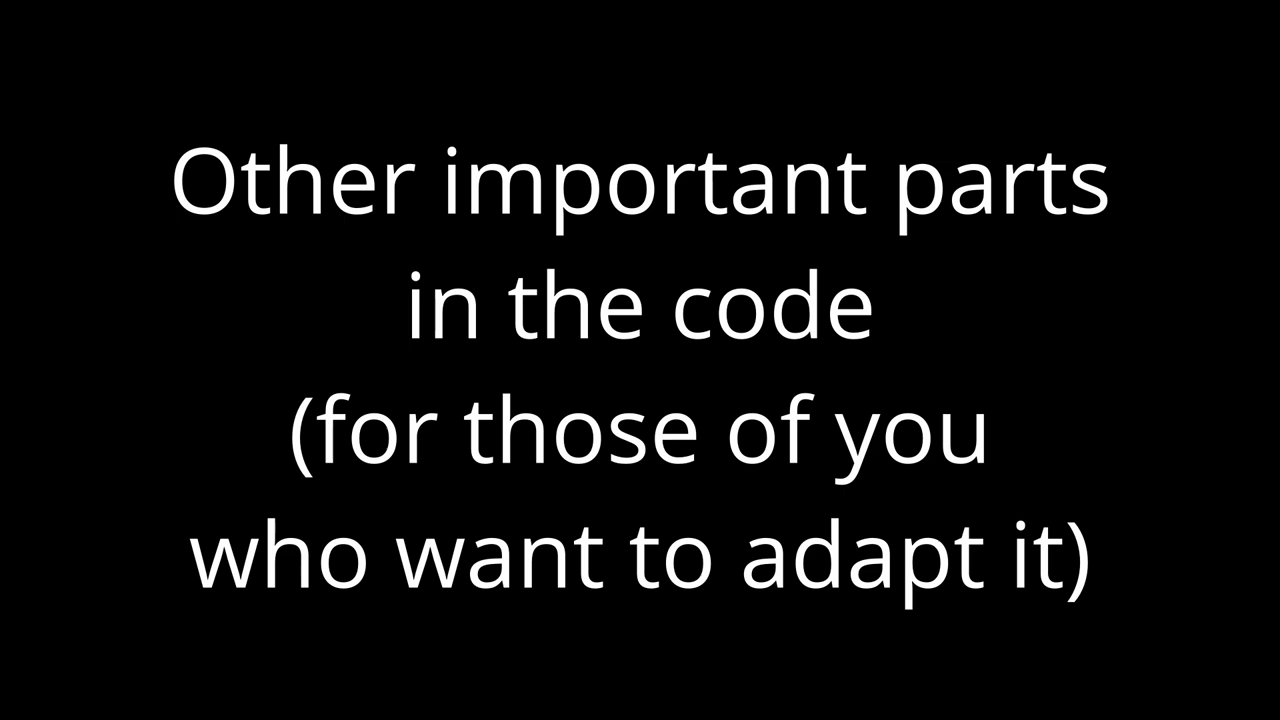 Other important parts
in the code
(for those of you
who want to adapt it)